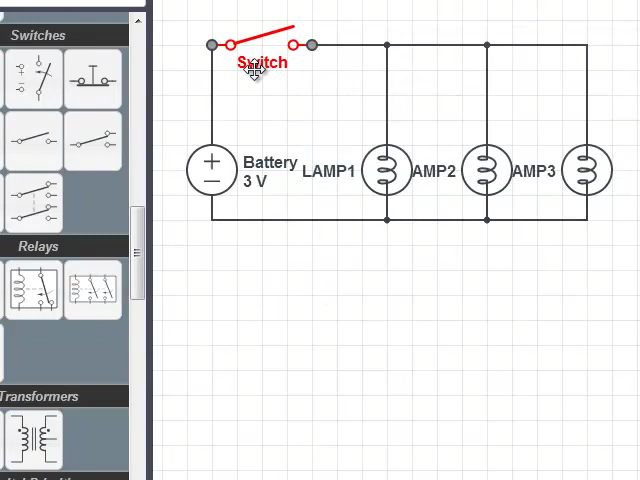 Switches
Relays
Transformers
Switch
Battery
3 V
LAMP1
AMP2
AMP3